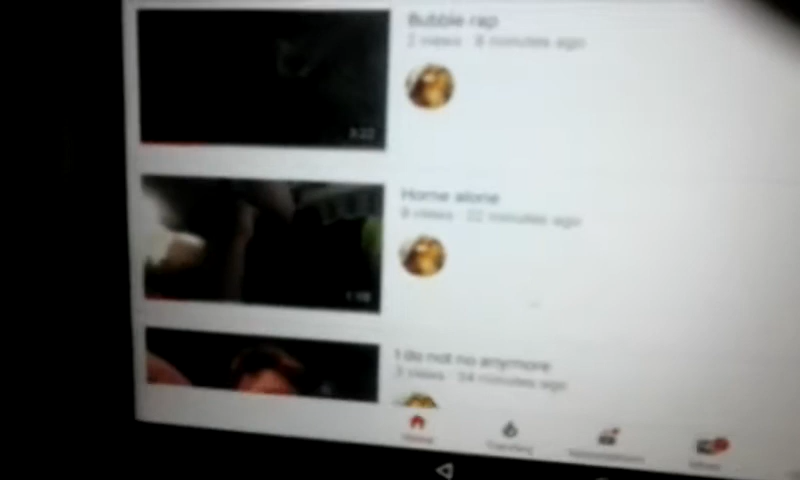 Bubble rap
2 views · 8 minutes ago
3:22
Home alone
9 views · 22 minutes ago
I do not no anymore
3 views · 54 minutes ago
Home
Trending